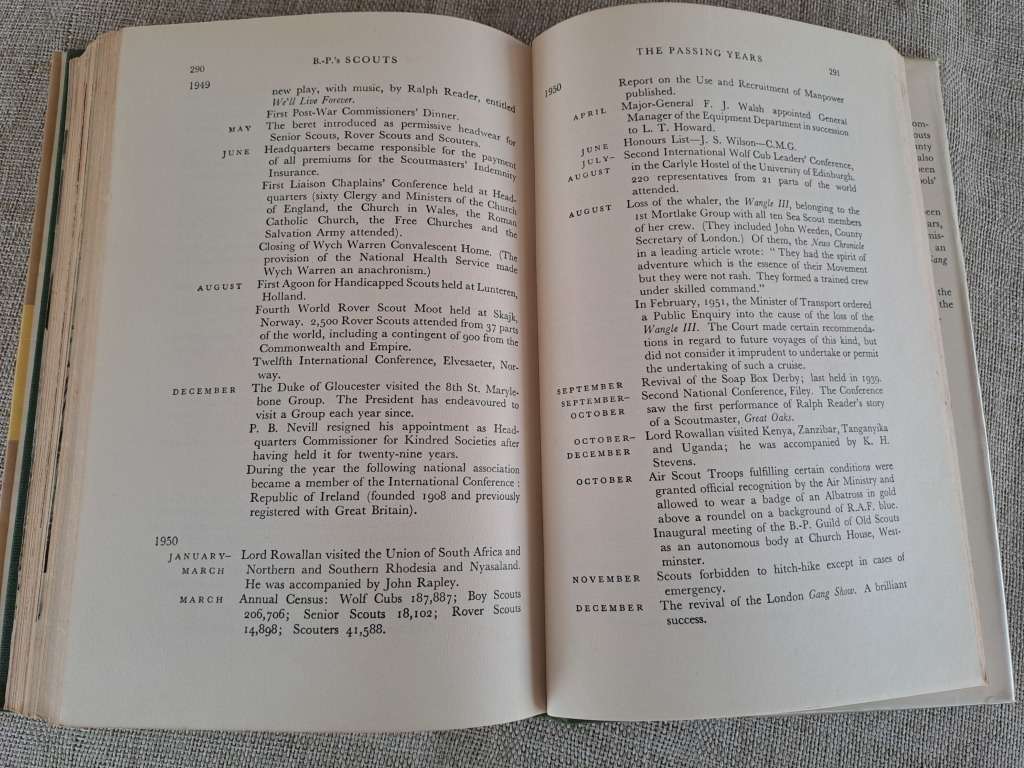 290
B.-P.'s SCOUTS
1949
new play, with music, by Ralph Reader, entitled
We'll Live Forever.
First Post-War Commissioners' Dinner.
MAY The beret introduced as permissive headwear for
Senior Scouts, Rover Scouts and Scouters.
JUNE Headquarters became responsible for the payment
of all premiums for the Scoutmasters' Indemnity
Insurance.
First Liaison Chaplains' Conference held at Head-
quarters (sixty Clergy and Ministers of the Church
of England, the Church in Wales, the Roman
Catholic Church, the Free Churches and the
Salvation Army attended).
Closing of Wych Warren Convalescent Home. (The
provision of the National Health Service made
Wych Warren an anachronism.)
AUGUST First Agoon for Handicapped Scouts held at Lunteren,
Holland.
Fourth World Rover Scout Moot held at Skajk,
Norway. 2,500 Rover Scouts attended from 37 parts
of the world, including a contingent of 900 from the
Commonwealth and Empire.
Twelfth International Conference, Elvesaeter, Nor-
way.
DECEMBER The Duke of Gloucester visited the 8th St. Maryle-
bone Group. The President has endeavoured to
visit a Group each year since.
P. B. Nevill resigned his appointment as Head-
quarters Commissioner for Kindred Societies after
having held it for twenty-nine years.
During the year the following national association
became a member of the International Conference :
Republic of Ireland (founded 1908 and previously
registered with Great Britain).
1950
JANUARY– Lord Rowallan visited the Union of South Africa and
MARCH Northern and Southern Rhodesia and Nyasaland.
He was accompanied by John Rapley.
MARCH Annual Census: Wolf Cubs 187,887; Boy Scouts
206,706; Senior Scouts 18,102; Rover Scouts
14,898; Scouters 41,588.
THE PASSING YEARS
291
1950
Report on the Use and Recruitment of Manpower
published.
APRIL Major-General F. J. Walsh appointed General
Manager of the Equipment Department in succession
to L. T. Howard.
JUNE Honours List—J. S. Wilson—C.M.G.
JULY– Second International Wolf Cub Leaders' Conference,
AUGUST in the Carlyle Hostel of the University of Edinburgh.
220 representatives from 21 parts of the world
attended.
AUGUST Loss of the whaler, the Wangle III, belonging to the
1st Mortlake Group with all ten Sea Scout members
of her crew. (They included John Weeden, County
Secretary of London.) Of them, the News Chronicle
in a leading article wrote: " They had the spirit of
adventure which is the essence of their Movement
but they were not rash. They formed a trained crew
under skilled command."
In February, 1951, the Minister of Transport ordered
a Public Enquiry into the cause of the loss of the
Wangle III. The Court made certain recommenda-
tions in regard to future voyages of this kind, but
did not consider it imprudent to undertake or permit
the undertaking of such a cruise.
SEPTEMBER Revival of the Soap Box Derby; last held in 1939.
SEPTEMBER– Second National Conference, Filey. The Conference
OCTOBER saw the first performance of Ralph Reader's story
of a Scoutmaster, Great Oaks.
OCTOBER– Lord Rowallan visited Kenya, Zanzibar, Tanganyika
DECEMBER and Uganda; he was accompanied by K. H.
Stevens.
OCTOBER Air Scout Troops fulfilling certain conditions were
granted official recognition by the Air Ministry and
allowed to wear a badge of an Albatross in gold
above a roundel on a background of R.A.F. blue.
Inaugural meeting of the B.-P. Guild of Old Scouts
as an autonomous body at Church House, West-
minster.
NOVEMBER Scouts forbidden to hitch-hike except in cases of
emergency.
DECEMBER The revival of the London Gang Show. A brilliant
success.